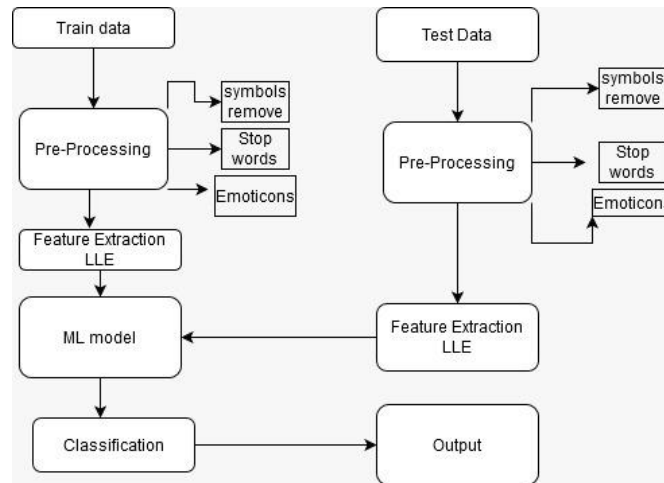 Train data
Test Data
symbols
remove
symbols
remove
Pre-Processing
Stop
words
Pre-Processing
Stop
words
Emoticons
Emoticons
Feature Extraction
LLE
ML model
Feature Extraction
LLE
Classification
Output